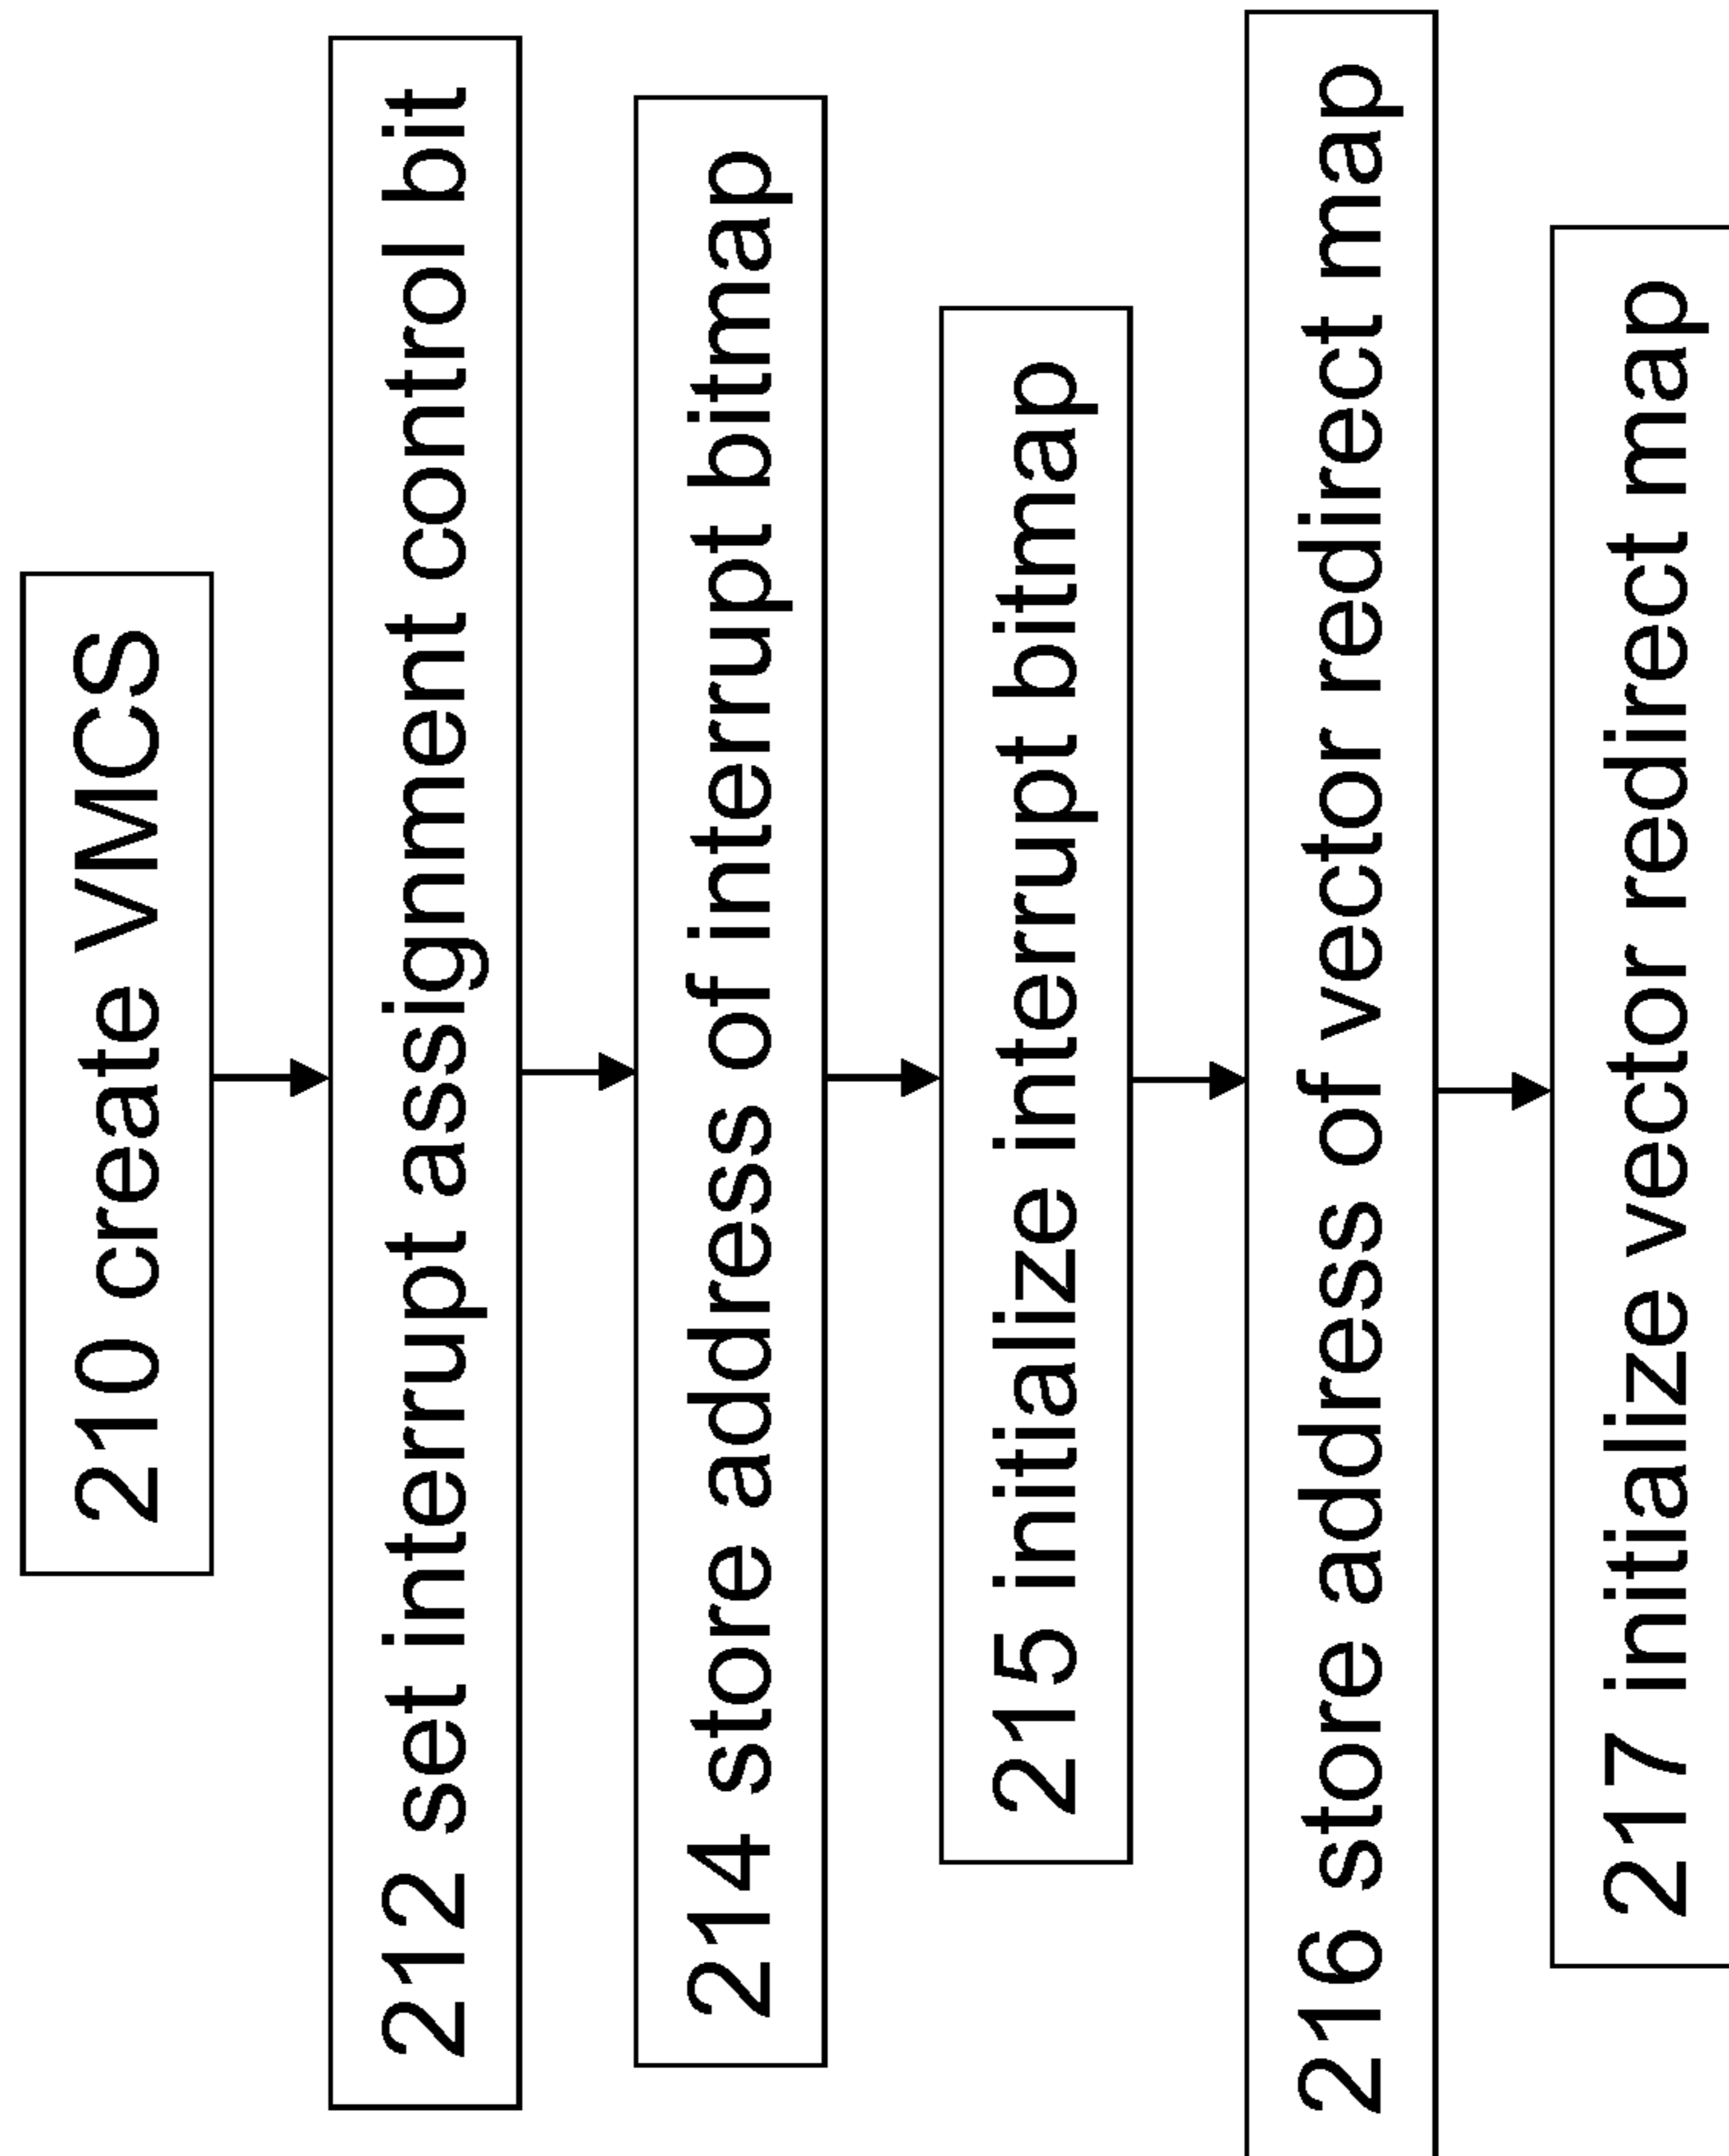 210 create VMCS
212 set interrupt assignment control bit
214 store address of interrupt bitmap
215 initialize interrupt bitmap
216 store address of vector redirect map
217 initialize vector redirect map